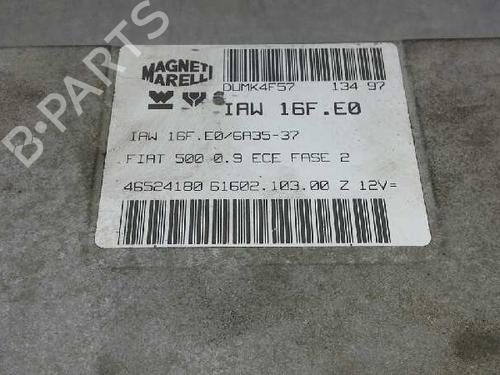 MAGNETI
MARELLI
DUMK4F57 134 97
IAW 16F.E0
IAW 16F.E0/6A35-37
FIAT 500 0.9 ECE FASE 2
46524180 61602.103.00 Z 12V=
B-PARTS